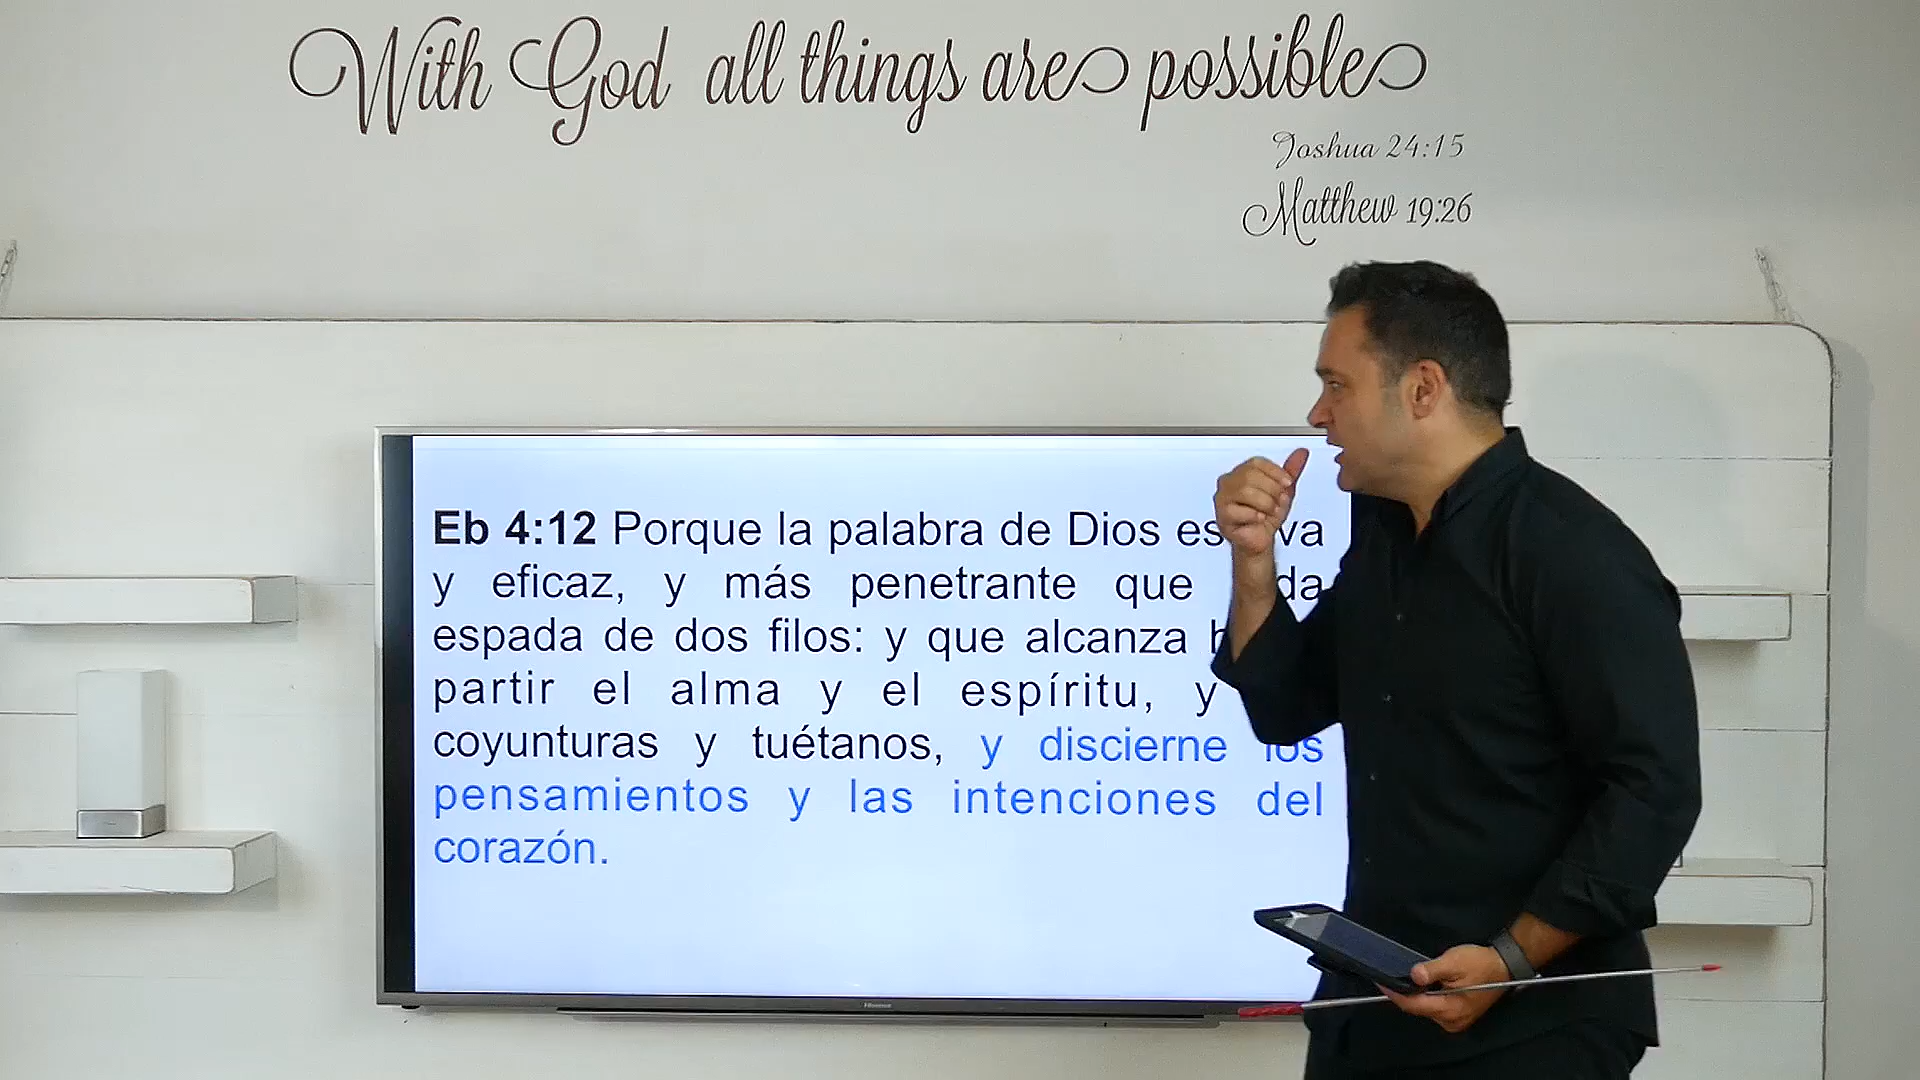 With God all things are possible
Joshua 24:15
Matthew 19:26
Eb 4:12 Porque la palabra de Dios es
y eficaz, y más penetrante que
espada de dos filos: y que alcanza
partir el alma y el espíritu, y
coyunturas y tuétanos, y discierne los
pensamientos y las intenciones del
corazón.
Hisense